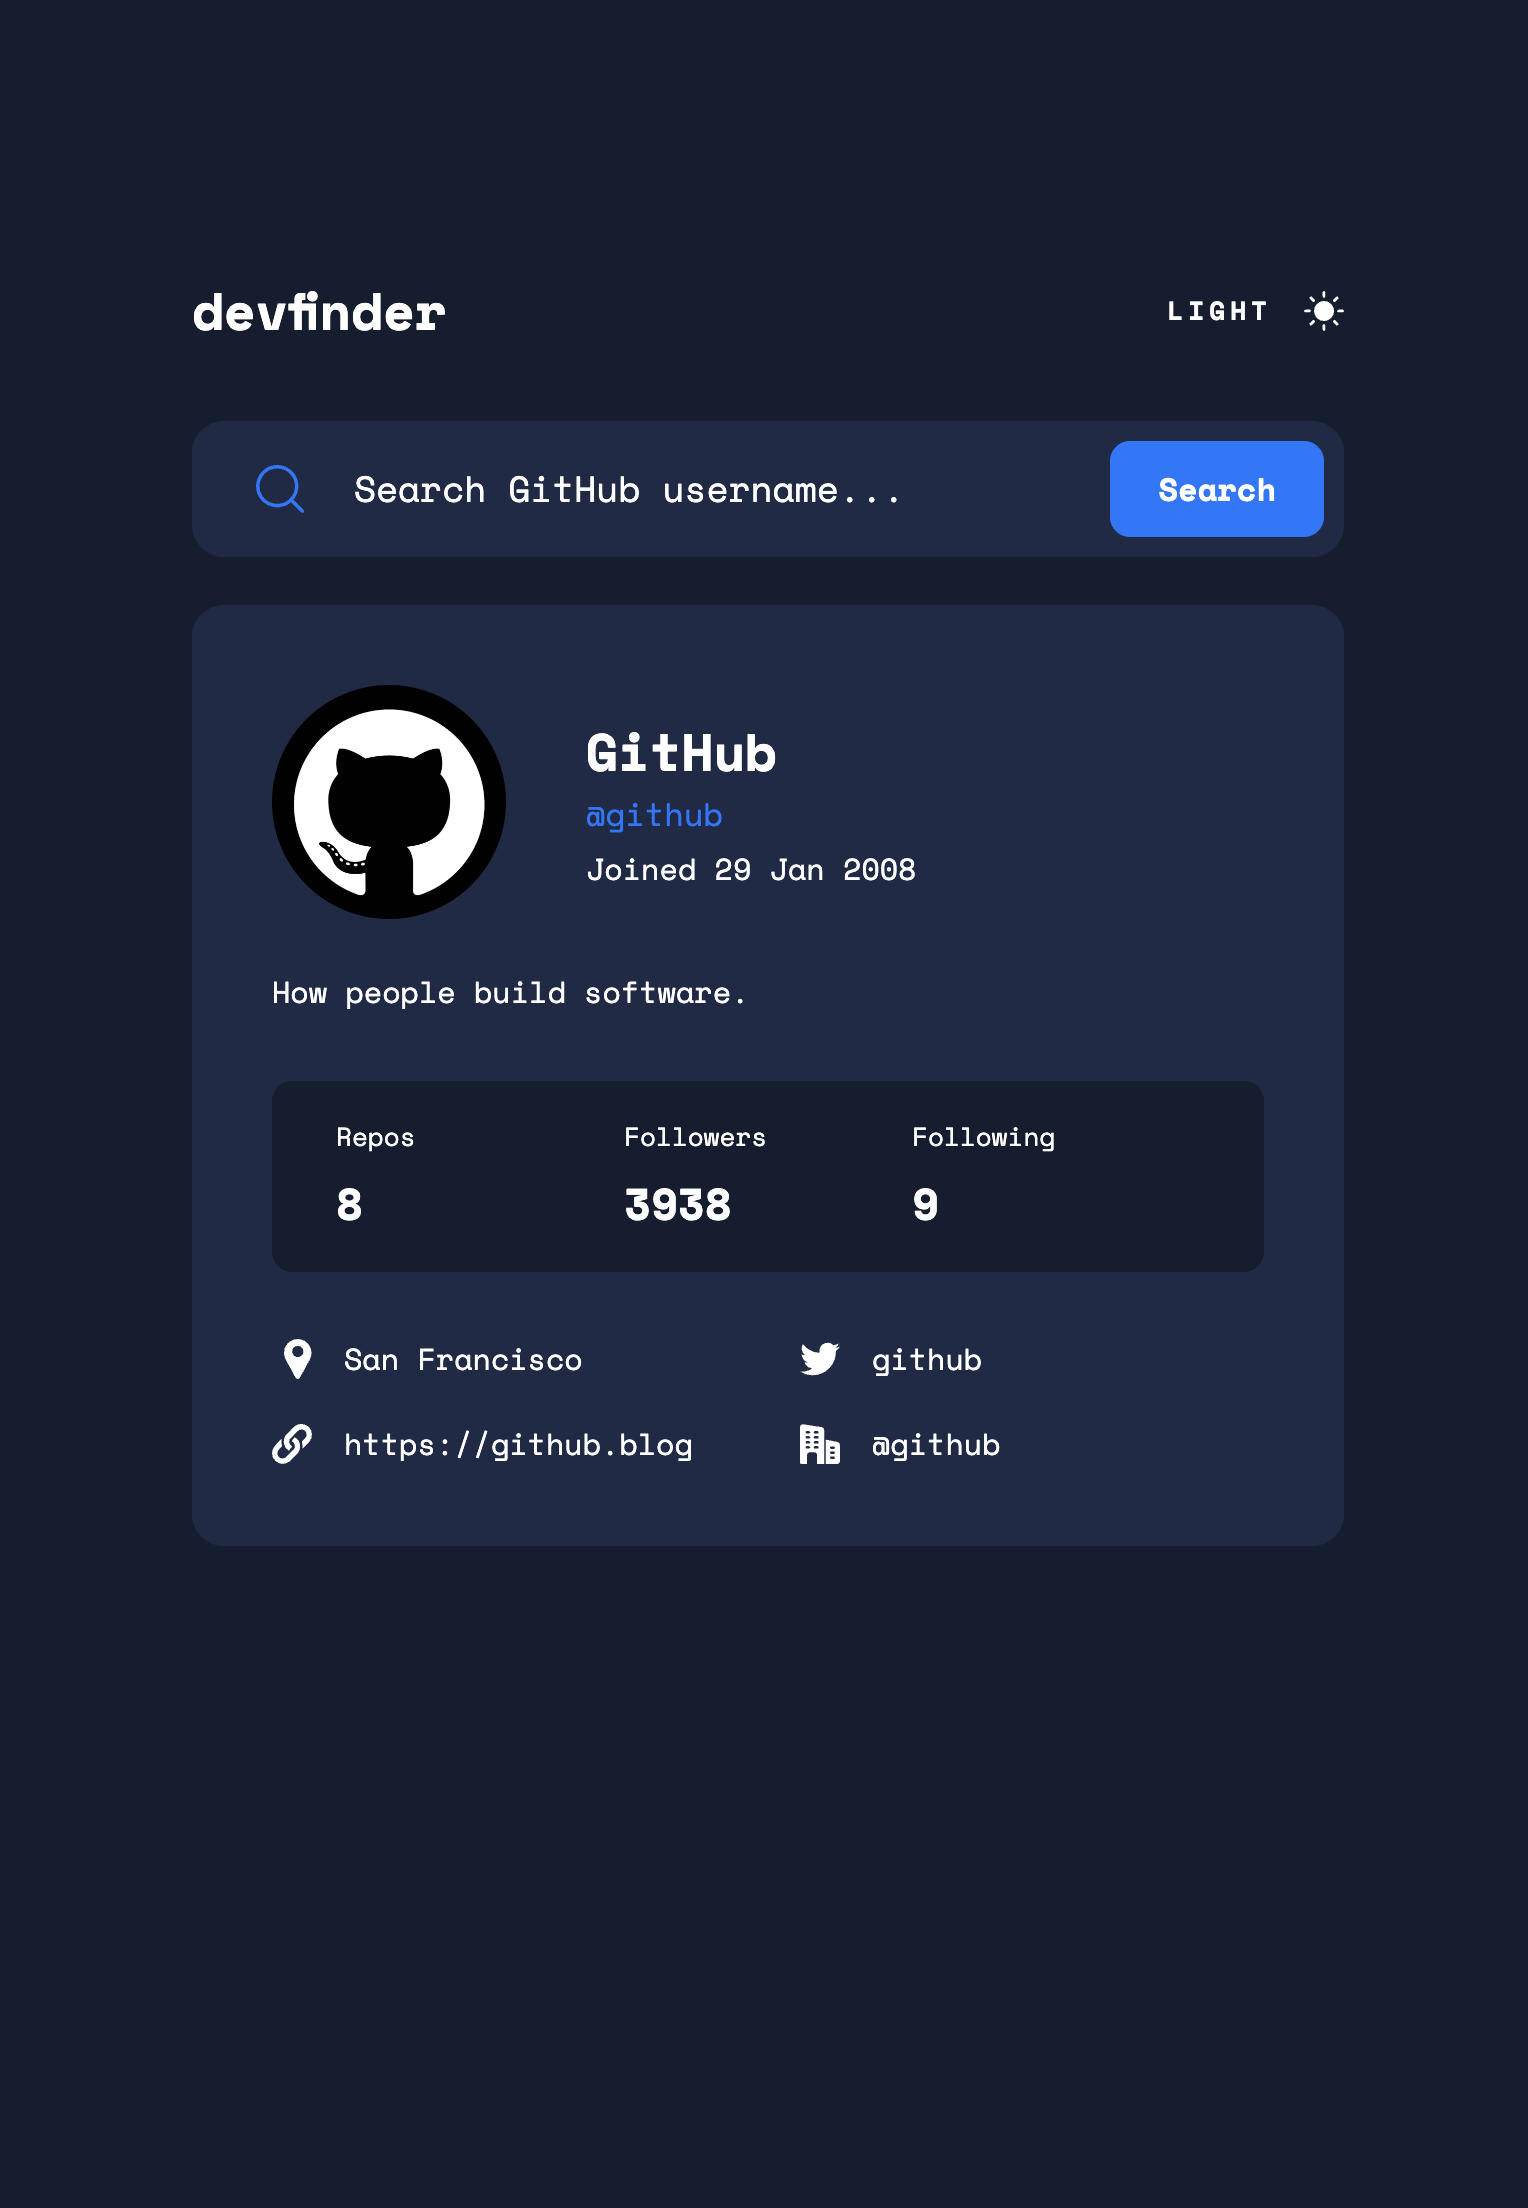 devfinder
LIGHT
Search GitHub username...
Search
GitHub
@github
Joined 29 Jan 2008
How people build software.
Repos Followers Following
8 3938 9
San Francisco github
https://github.blog @github